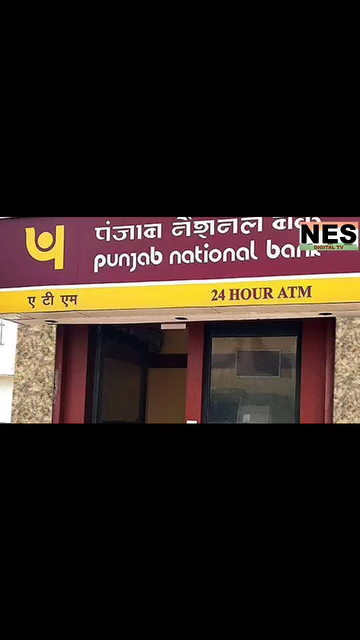 पंजाब नैशनल बैंक
punjab national bank
ए टी एम
24 HOUR ATM
NES
DIGITAL TV